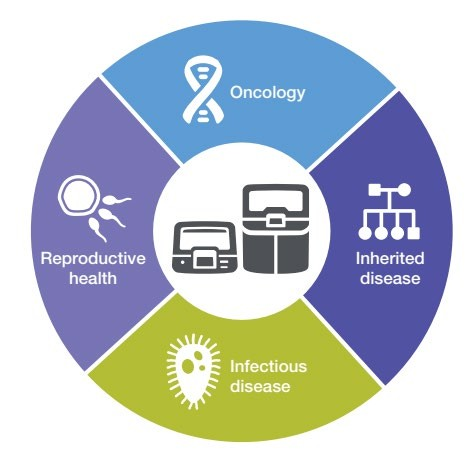 Oncology
Reproductive
health
Inherited
disease
Infectious
disease